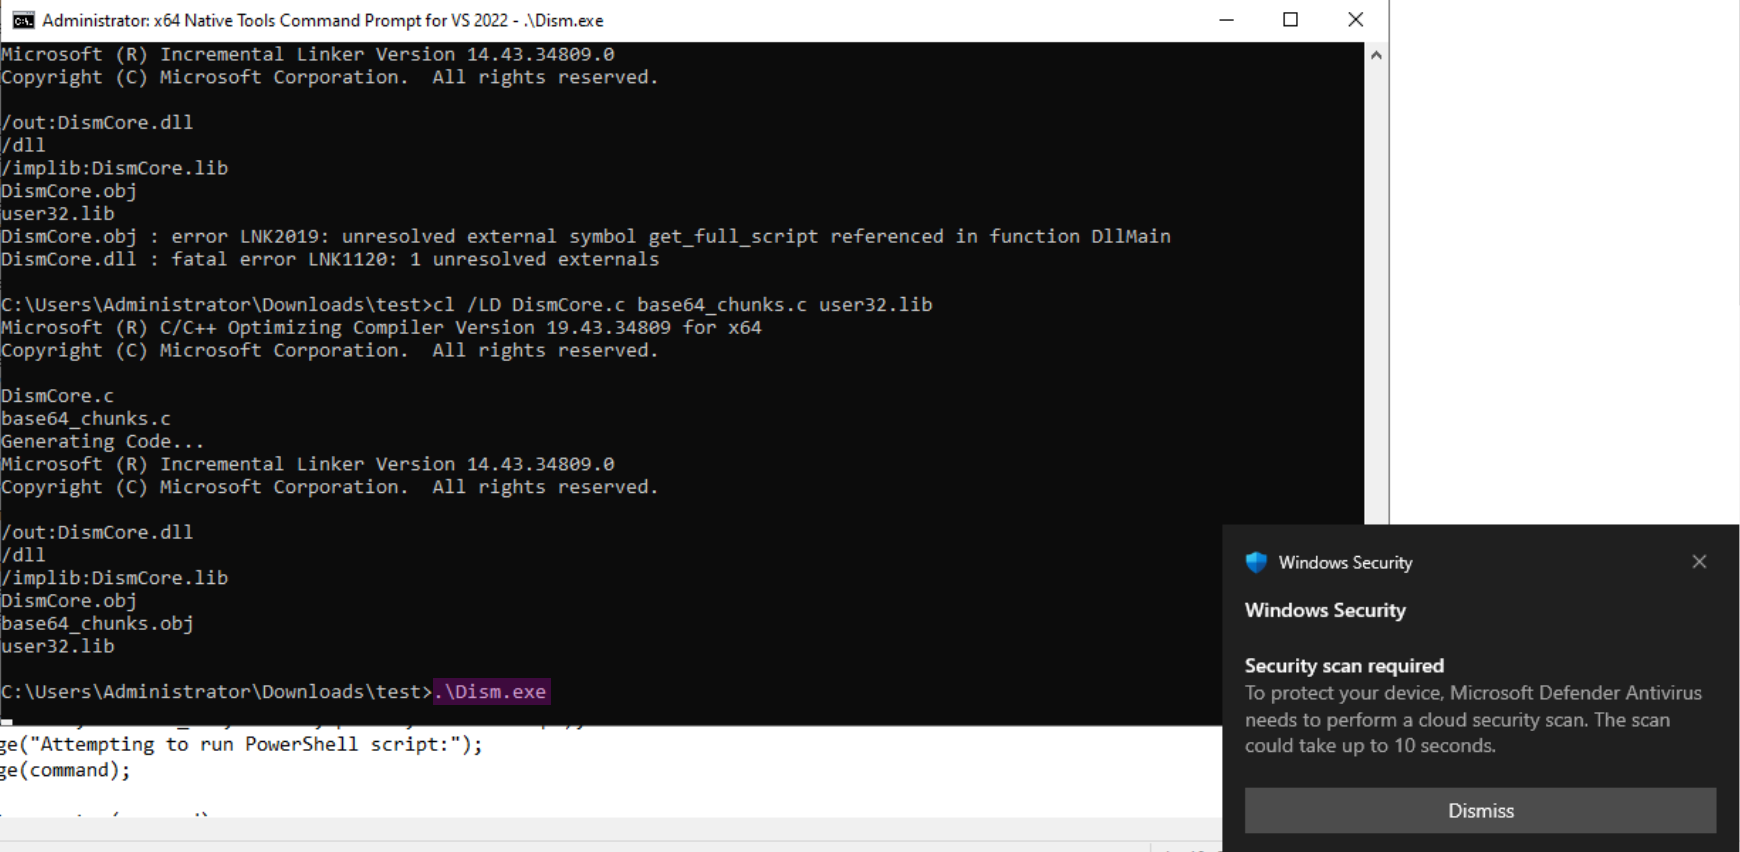 Administrator: x64 Native Tools Command Prompt for VS 2022 - .\Dism.exe
Microsoft (R) Incremental Linker Version 14.43.34809.0
Copyright (C) Microsoft Corporation.  All rights reserved.
/out:DismCore.dll
/dll
/implib:DismCore.lib
DismCore.obj
user32.lib
DismCore.obj : error LNK2019: unresolved external symbol get_full_script referenced in function DllMain
DismCore.dll : fatal error LNK1120: 1 unresolved externals
C:\Users\Administrator\Downloads\test>cl /LD DismCore.c base64_chunks.c user32.lib
Microsoft (R) C/C++ Optimizing Compiler Version 19.43.34809 for x64
Copyright (C) Microsoft Corporation.  All rights reserved.
DismCore.c
base64_chunks.c
Generating Code...
Microsoft (R) Incremental Linker Version 14.43.34809.0
Copyright (C) Microsoft Corporation.  All rights reserved.
/out:DismCore.dll
/dll
/implib:DismCore.lib
DismCore.obj
base64_chunks.obj
user32.lib
C:\Users\Administrator\Downloads\test>.\Dism.exe
ge("Attempting to run PowerShell script:");
ge(command);
Windows Security
Windows Security
Security scan required
To protect your device, Microsoft Defender Antivirus
needs to perform a cloud security scan. The scan
could take up to 10 seconds.
Dismiss